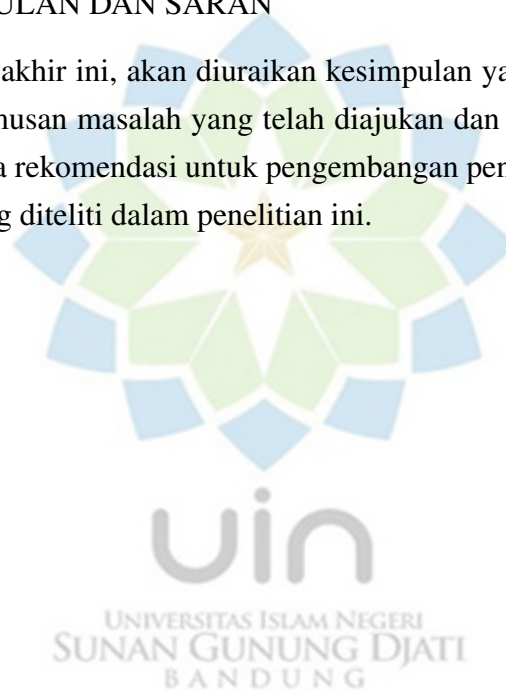 ULAN DAN SARAN
akhir ini, akan diuraikan kesimpulan ya
usan masalah yang telah diajukan dan
a rekomendasi untuk pengembangan pen
g diteliti dalam penelitian ini.
uin
UNIVERSITAS ISLAM NEGERI
SUNAN GUNUNG DJATI
BANDUNG